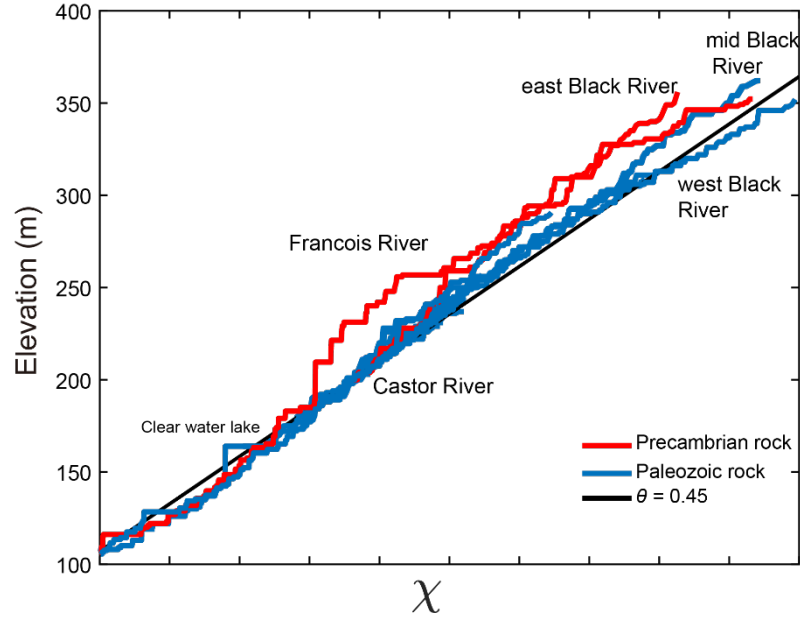 400
350
300
250
200
150
100
Elevation (m)
mid Black
River
east Black River
west Black
River
Francois River
Castor River
Clear water lake
Precambrian rock
Paleozoic rock
θ = 0.45
χ